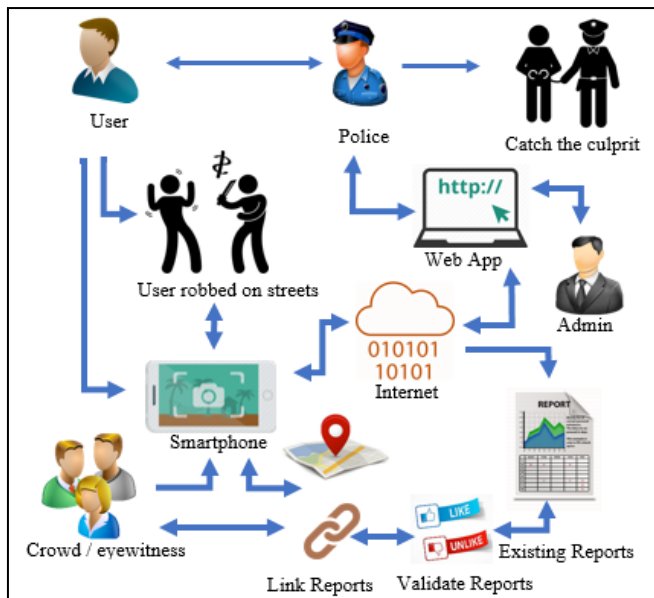 User
Police
Catch the culprit
http://
Web App
User robbed on streets
Admin
010101
10101
Internet
REPORT
Smartphone
LIKE
UNLIKE
Crowd / eyewitness
Existing Reports
Link Reports
Validate Reports